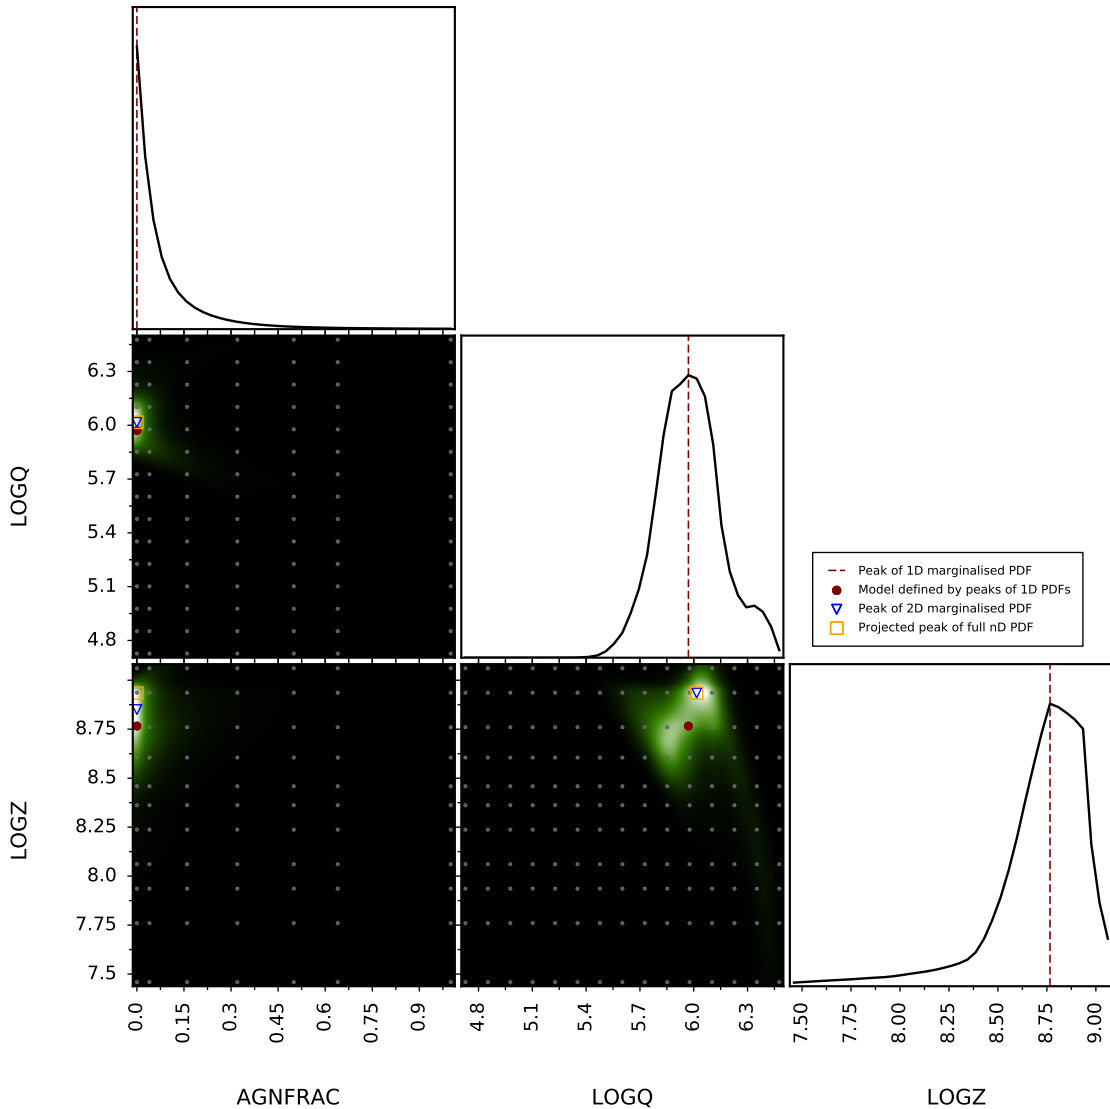 6.3
6.0
5.7
5.4
5.1
4.8
LOGQ
Peak of 1D marginalised PDF
Model defined by peaks of 1D PDFs
Peak of 2D marginalised PDF
Projected peak of full nD PDF
8.75
8.5
8.25
8.0
7.75
7.5
LOGZ
0.0 0.15 0.3 0.45 0.6 0.75 0.9
4.8 5.1 5.4 5.7 6.0 6.3
7.50 7.75 8.00 8.25 8.50 8.75 9.00
AGNFRAC LOGQ LOGZ